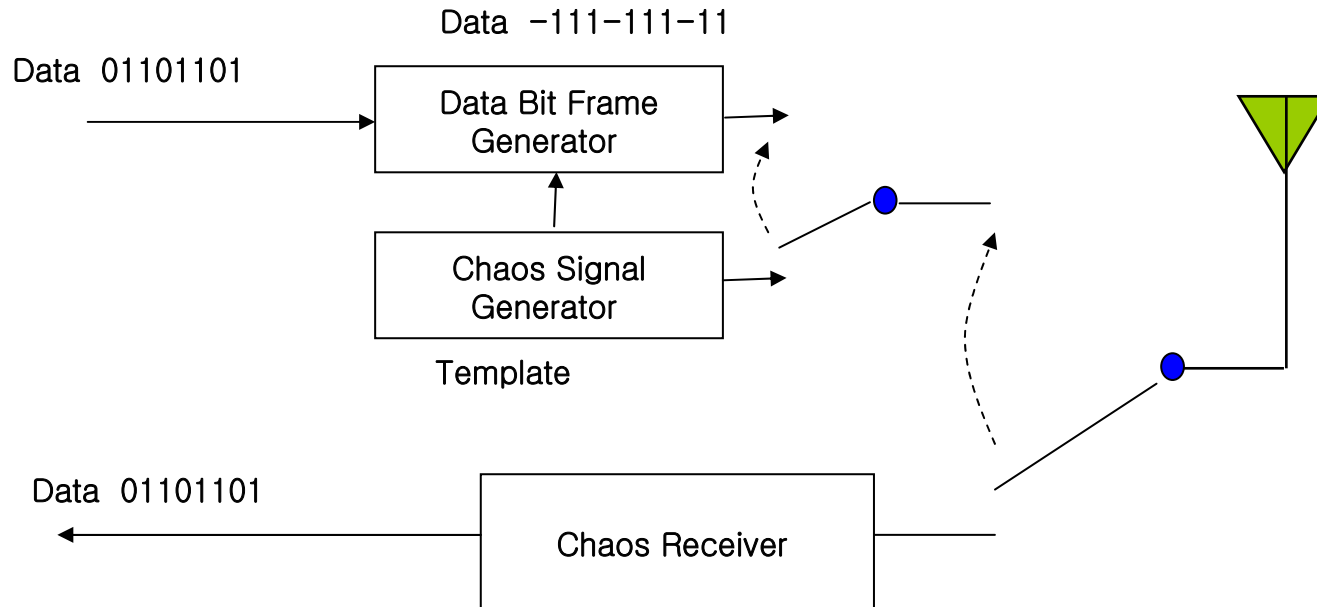 Data -111-111-11
Data 01101101
Data Bit Frame
Generator
Chaos Signal
Generator
Template
Data 01101101
Chaos Receiver